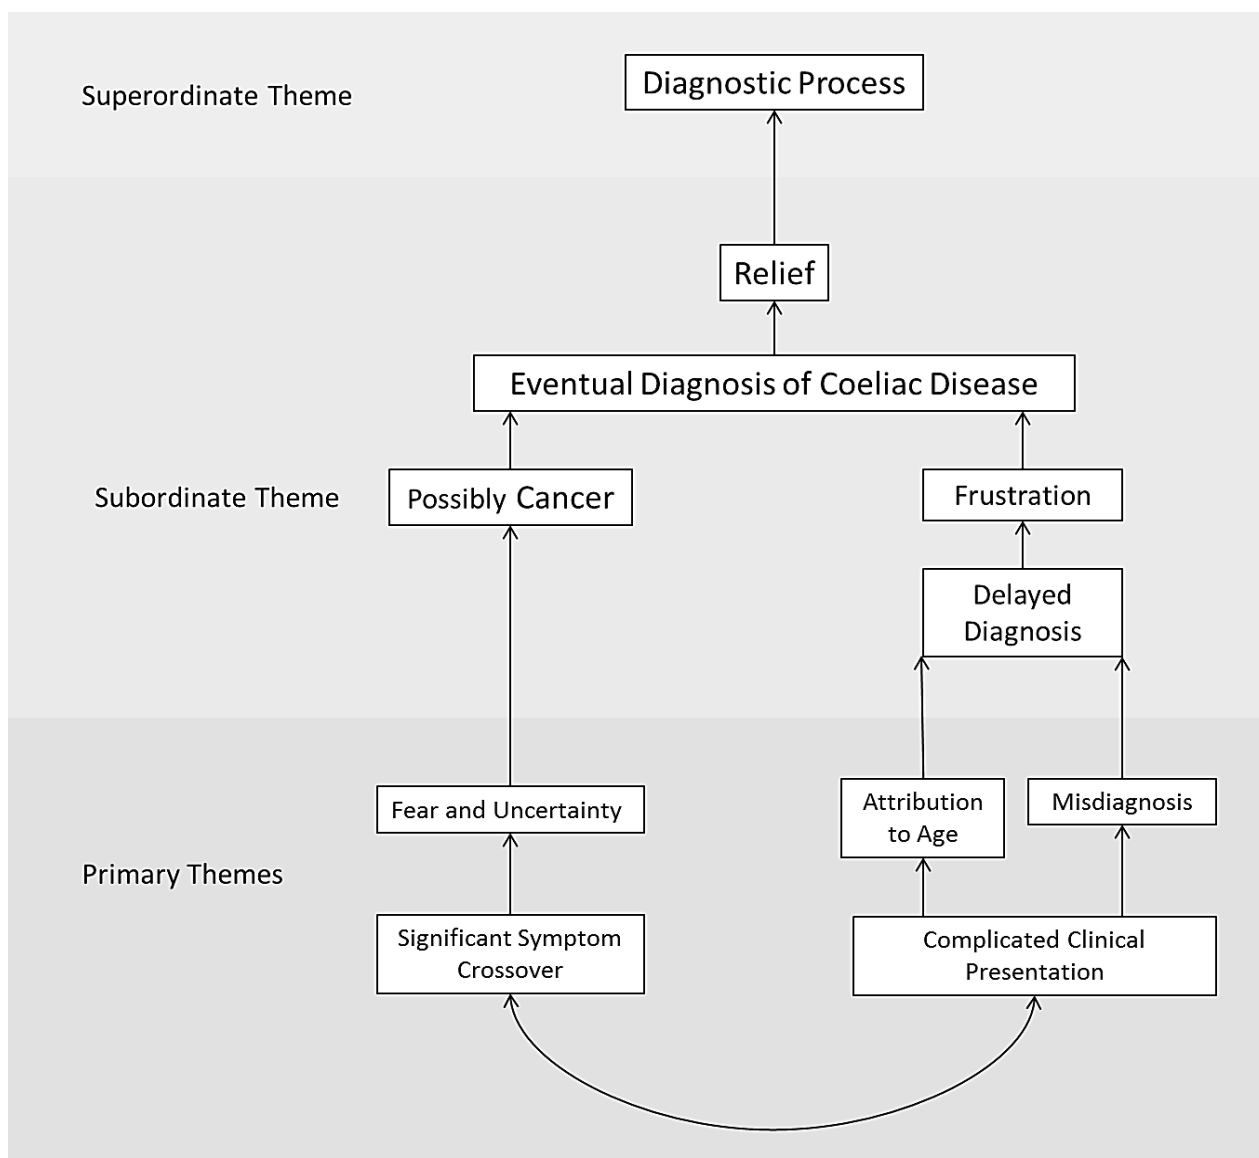 Superordinate Theme
Diagnostic Process
Relief
Eventual Diagnosis of Coeliac Disease
Subordinate Theme
Possibly Cancer
Frustration
Delayed
Diagnosis
Primary Themes
Fear and Uncertainty
Attribution
to Age
Misdiagnosis
Significant Symptom
Crossover
Complicated Clinical
Presentation